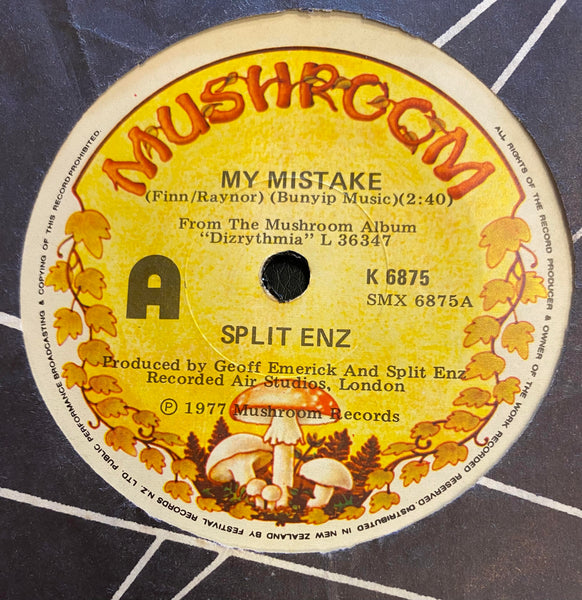 MUSHROOM
MY MISTAKE
(Finn/Raynor) (Bunyip Music)(2:40)
From The Mushroom Album
"Dizrythmia" L 36347
A
K 6875
SMX 6875A
SPLIT ENZ
Produced by Geoff Emerick And Split Enz
Recorded Air Studios, London
℗ 1977 Mushroom Records
ALL RIGHTS OF THE RECORD PRODUCER & OWNER OF THE WORK RECORDED RESERVED. DISTRIBUTED IN NEW ZEALAND BY FESTIVAL RECORDS N.Z. LTD. PUBLIC PERFORMANCE BROADCASTING & COPYING OF THIS RECORD PROHIBITED.